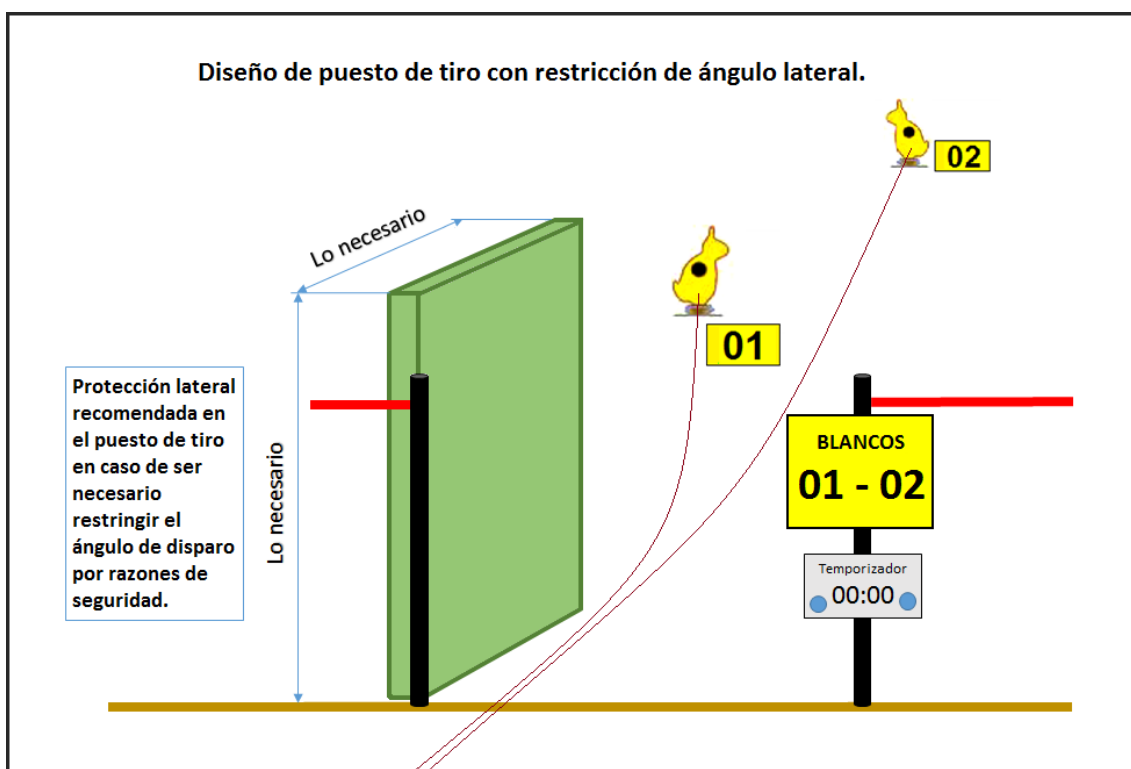 Diseño de puesto de tiro con restricción de ángulo lateral.
02
Lo necesario
01
Lo necesario
Protección lateral
recomendada en
el puesto de tiro
en caso de ser
necesario
restringir el
ángulo de disparo
por razones de
seguridad.
BLANCOS
01 - 02
Temporizador
00:00